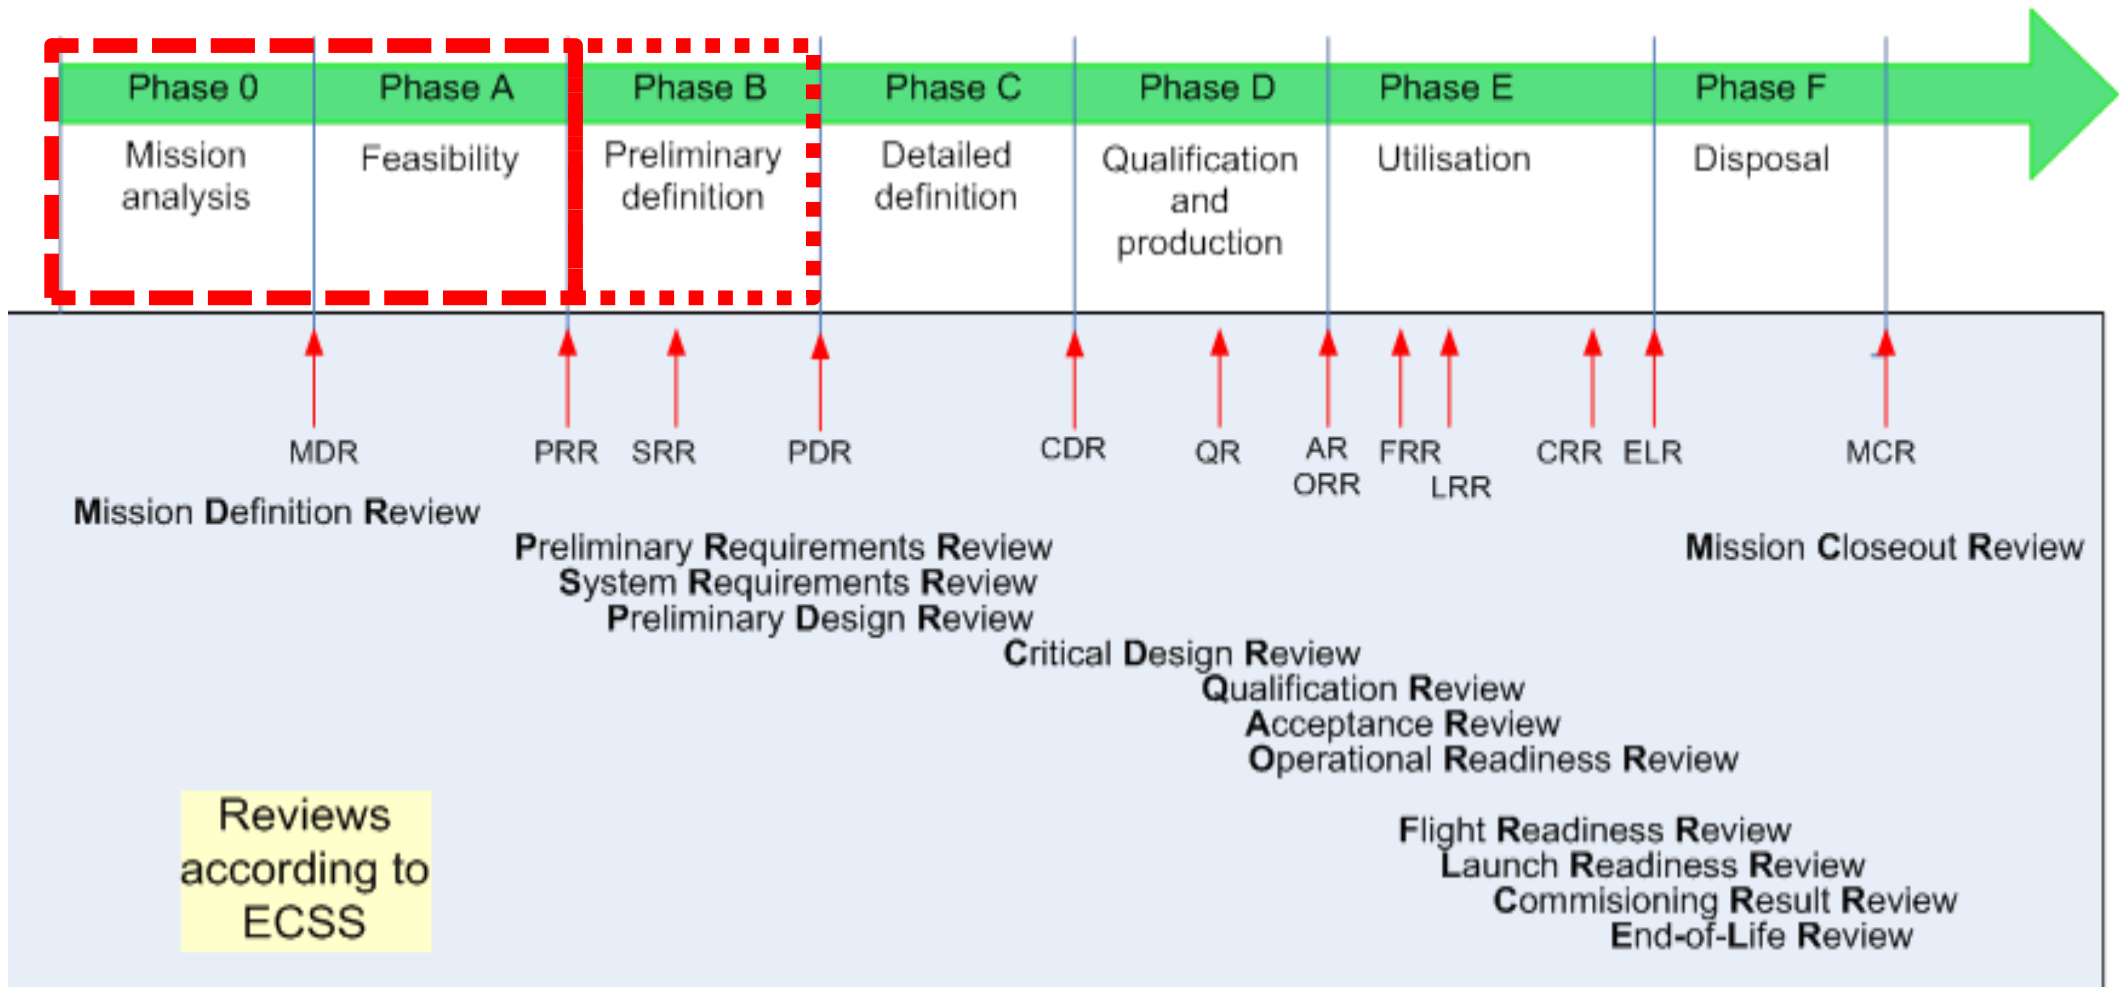 Phase 0 Phase A Phase B Phase C Phase D Phase E Phase F
Mission
analysis
Feasibility
Preliminary
definition
Detailed
definition
Qualification
and
production
Utilisation
Disposal
MDR PRR SRR PDR CDR QR AR FRR CRR ELR MCR
ORR LRR
Mission Definition Review
Preliminary Requirements Review
Mission Closeout Review
System Requirements Review
Preliminary Design Review
Critical Design Review
Qualification Review
Acceptance Review
Operational Readiness Review
Reviews
according to
ECSS
Flight Readiness Review
Launch Readiness Review
Commisioning Result Review
End-of-Life Review